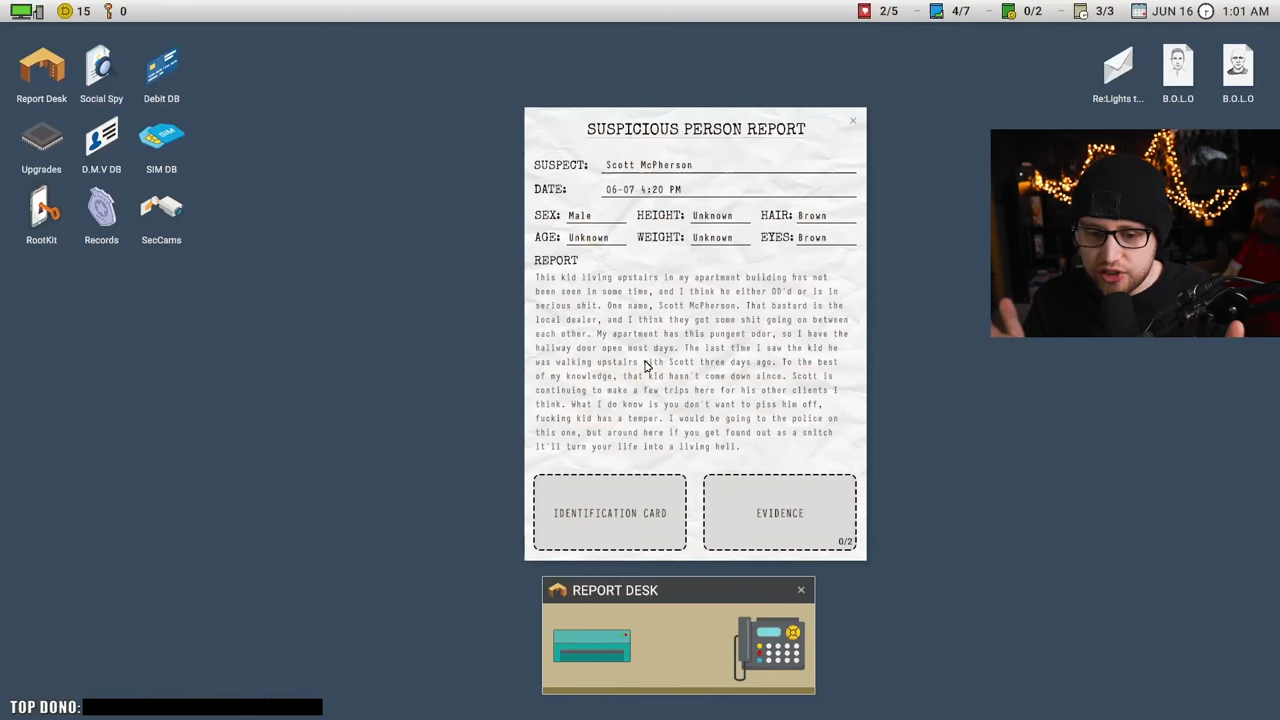 15 0 2/5 4/7 0/2 3/3 JUN 16 1:01 AM
Report Desk Social Spy Debit DB
Re:Lights t... B.O.L.O B.O.L.O
Upgrades D.M.V DB SIM DB
RootKit Records SecCams
SUSPICIOUS PERSON REPORT
SUSPECT: Scott McPherson
DATE: 06-07 4:20 PM
SEX: Male HEIGHT: Unknown HAIR: Brown
AGE: Unknown WEIGHT: Unknown EYES: Brown
REPORT
This kid living upstairs in my apartment building has not
been seen in some time, and I think he either OD'd or is in
serious shit. One name, Scott McPherson. That bastard is the
local dealer, and I think they got some shit going on between
each other. My apartment has this pungent odor, so I have the
hallway door open most days. The last time I saw the kid he
was walking upstairs with Scott three days ago. To the best
of my knowledge, that kid hasn't come down since. Scott is
continuing to make a few trips here for his other clients I
think. What I do know is you don't want to piss him off,
fucking kid has a temper. I would be going to the police on
this one, but around here if you get found out as a snitch
it'll turn your life into a living hell.
IDENTIFICATION CARD EVIDENCE
0/2
REPORT DESK
TOP DONO: